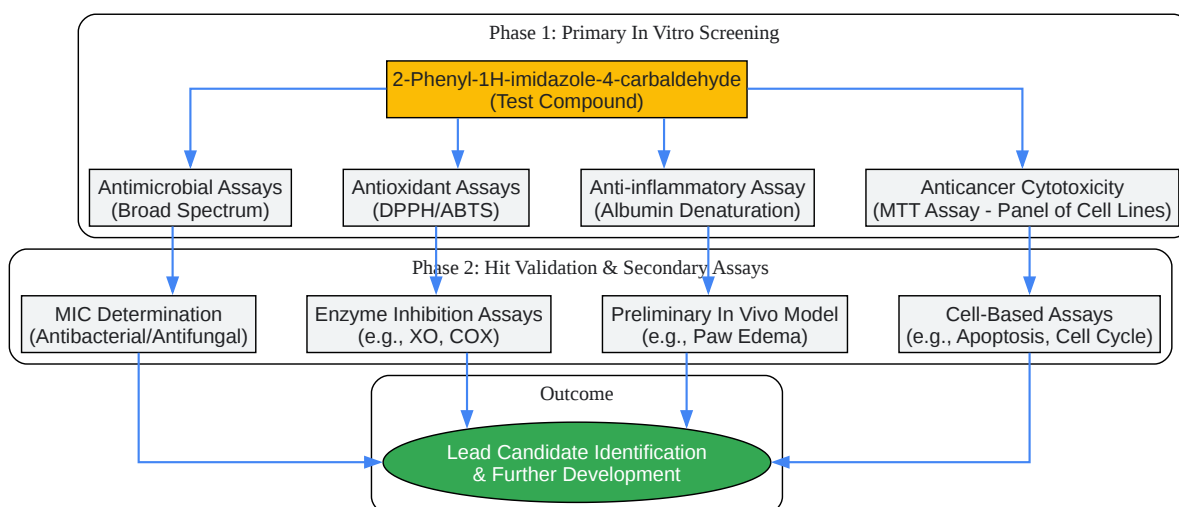 Phase 1: Primary In Vitro Screening
2-Phenyl-1H-imidazole-4-carbaldehyde
(Test Compound)
Antimicrobial Assays
(Broad Spectrum)
Antioxidant Assays
(DPPH/ABTS)
Anti-inflammatory Assay
(Albumin Denaturation)
Anticancer Cytotoxicity
(MTT Assay - Panel of Cell Lines)
Phase 2: Hit Validation & Secondary Assays
MIC Determination
(Antibacterial/Antifungal)
Enzyme Inhibition Assays
(e.g., XO, COX)
Preliminary In Vivo Model
(e.g., Paw Edema)
Cell-Based Assays
(e.g., Apoptosis, Cell Cycle)
Outcome
Lead Candidate Identification
& Further Development